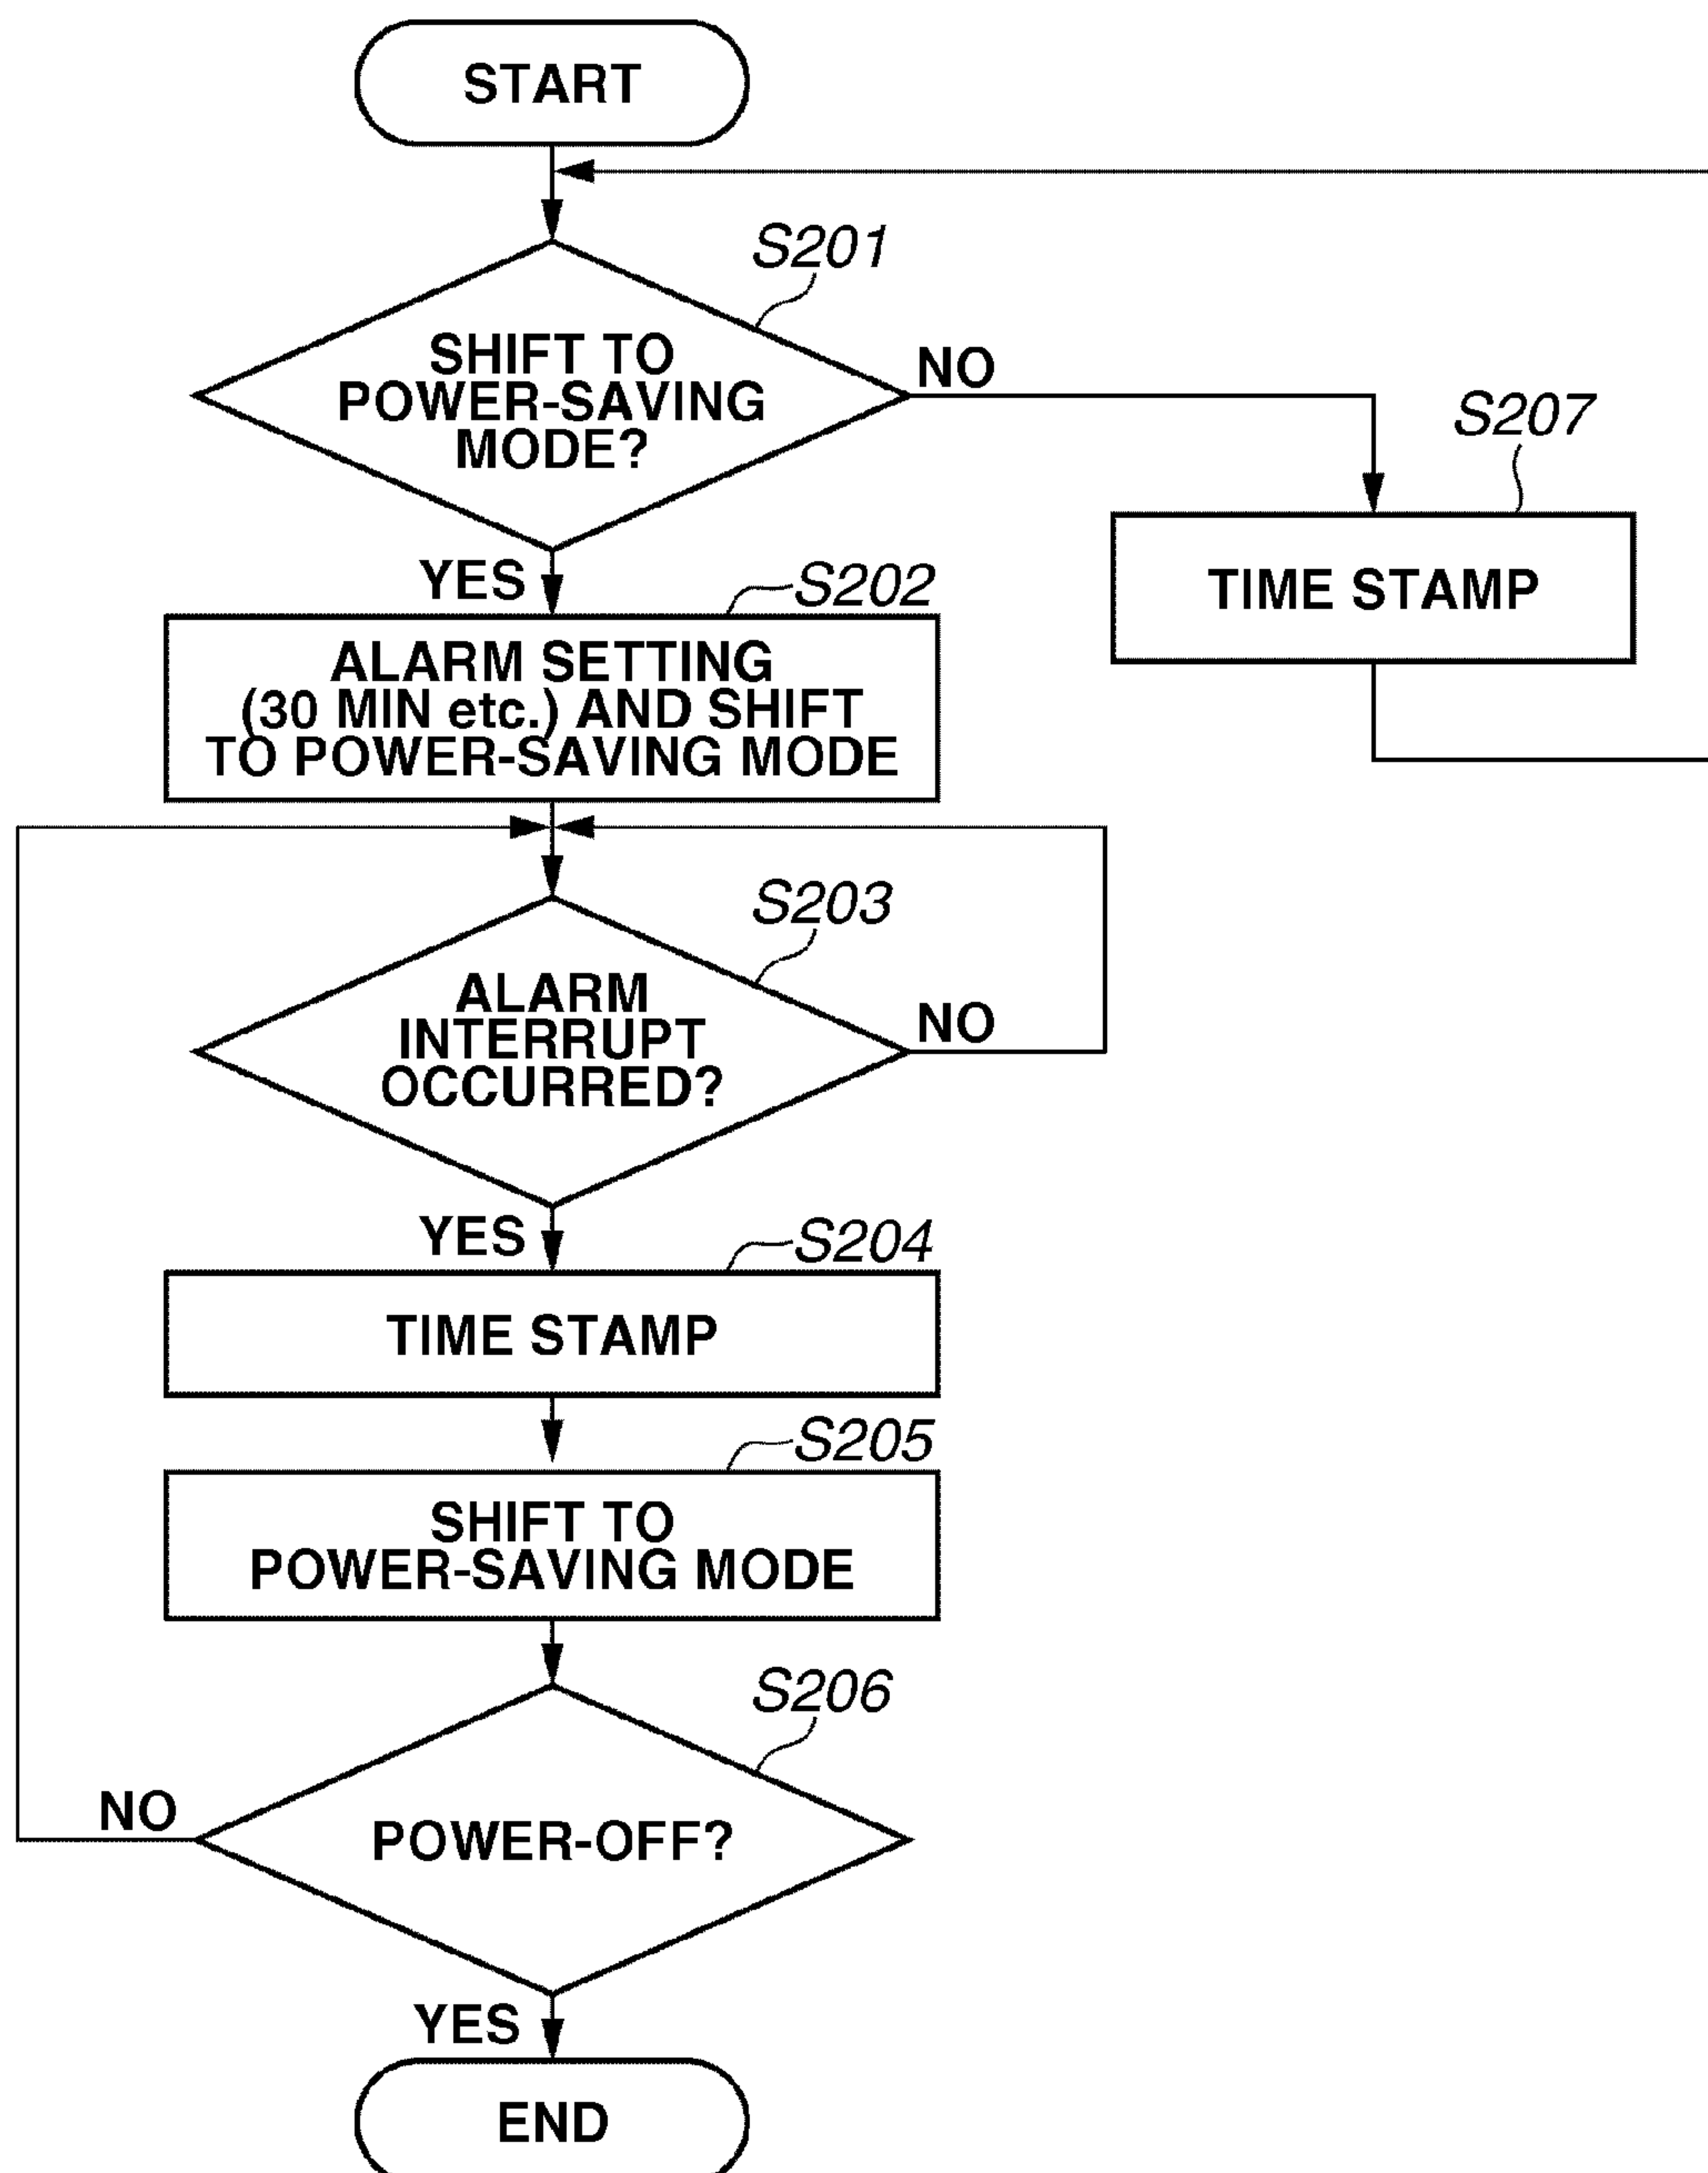 START
S201
SHIFT TO
POWER-SAVING
MODE?
NO
S207
TIME STAMP
YES
S202
ALARM SETTING
(30 MIN etc.) AND SHIFT
TO POWER-SAVING MODE
S203
ALARM
INTERRUPT
OCCURRED?
NO
YES
S204
TIME STAMP
S205
SHIFT TO
POWER-SAVING MODE
S206
NO
POWER-OFF?
YES
END